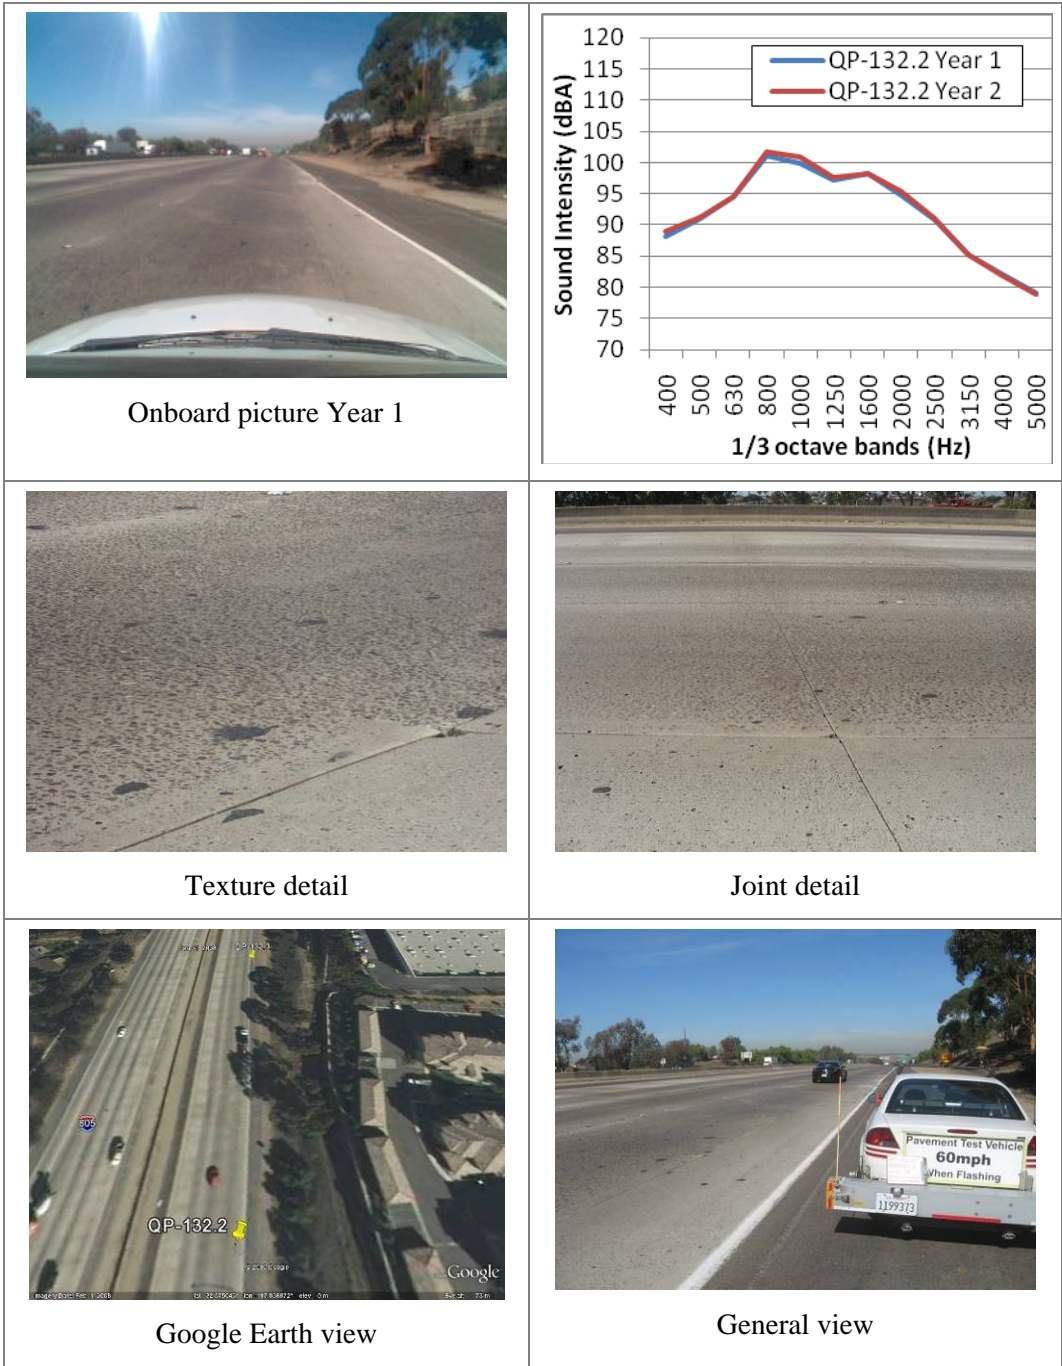 120
115
110
105
100
95
90
85
80
75
70
Sound Intensity (dBA)
QP-132.2 Year 1
QP-132.2 Year 2
400
500
630
800
1000
1250
1600
2000
2500
3150
4000
5000
1/3 octave bands (Hz)
Onboard picture Year 1
Texture detail
Joint detail
805
QP-132.2
Google
Google Earth view
Pavement Test Vehicle
60mph
When Flashing
1199373
General view